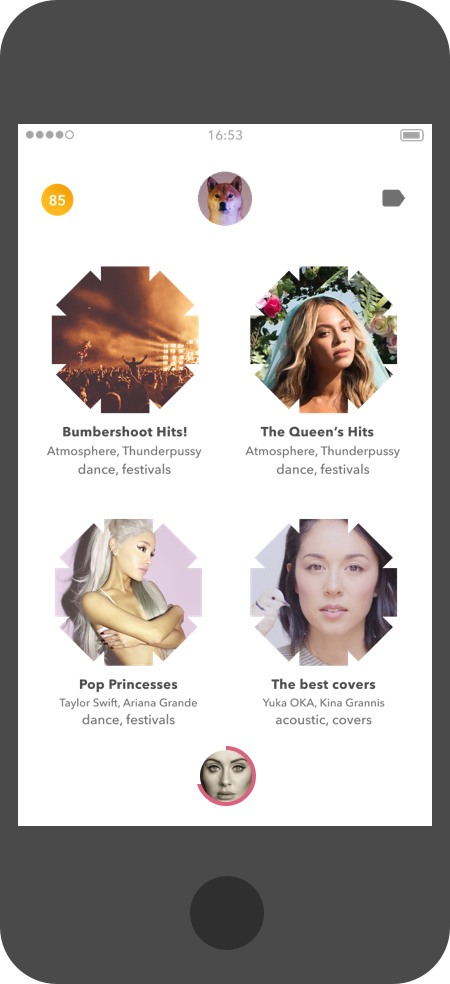 16:53
85
Bumbershoot Hits!
Atmosphere, Thunderpussy
dance, festivals
The Queen’s Hits
Atmosphere, Thunderpussy
dance, festivals
Pop Princesses
Taylor Swift, Ariana Grande
dance, festivals
The best covers
Yuka OKA, Kina Grannis
acoustic, covers